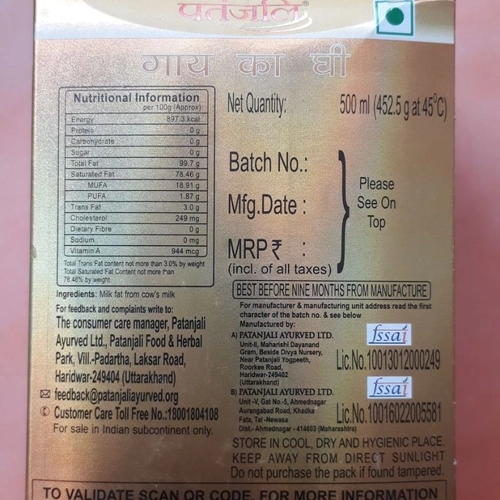 पतंजलि®
गाय का घी
Nutritional Information
per 100g (Approx)
Energy 897.3 kcal
Protein 0 g
Carbohydrate 0 g
Sugar 0 g
Total Fat 99.7 g
Saturated Fat 78.46 g
MUFA 18.91 g
PUFA 1.87 g
Trans Fat 3.0 g
Cholesterol 249 mg
Dietary Fibre 0 g
Sodium 0 mg
Vitamin A 944 mcg
Total Trans Fat content not more than 3.0% by weight
Total Saturated Fat Content not more than
78.46% by weight
Ingredients: Milk fat from cow's milk
For feedback and complaints write to:
The consumer care manager, Patanjali
Ayurved Ltd., Patanjali Food & Herbal
Park, Vill.-Padartha, Laksar Road,
Haridwar-249404 (Uttarakhand)
feedback@patanjaliayurved.org
Customer Care Toll Free No.:18001804108
For sale in Indian subcontinent only.
Net Quantity: 500 ml (452.5 g at 45°C)
Batch No.:
Mfg.Date :
MRP ₹ :
(incl. of all taxes)
Please
See On
Top
BEST BEFORE NINE MONTHS FROM MANUFACTURE
For manufacturer & manufacturing unit address read the first
character of the batch no. & see below
Manufactured by:
A) PATANJALI AYURVED LTD.
Unit-II, Maharishi Dayanand
Gram, Beside Divya Nursery,
Near Patanjali Yogpeeth,
Roorkee Road,
Haridwar-249402
(Uttarakhand)
fssai
Lic.No.10013012000249
B) PATANJALI AYURVED LTD.
Unit -V, Gat No.-5, Ahmednagar
Aurangabad Road, Khadka
Fata, Tal -Newasa
Dist.- Ahmednagar - 414603 (Maharashtra)
fssai
Lic.No.10016022005581
STORE IN COOL, DRY AND HYGIENIC PLACE.
KEEP AWAY FROM DIRECT SUNLIGHT
Do not purchase the pack if found tampered.
TO VALIDATE SCAN QR CODE, FOR MORE INFORMATION